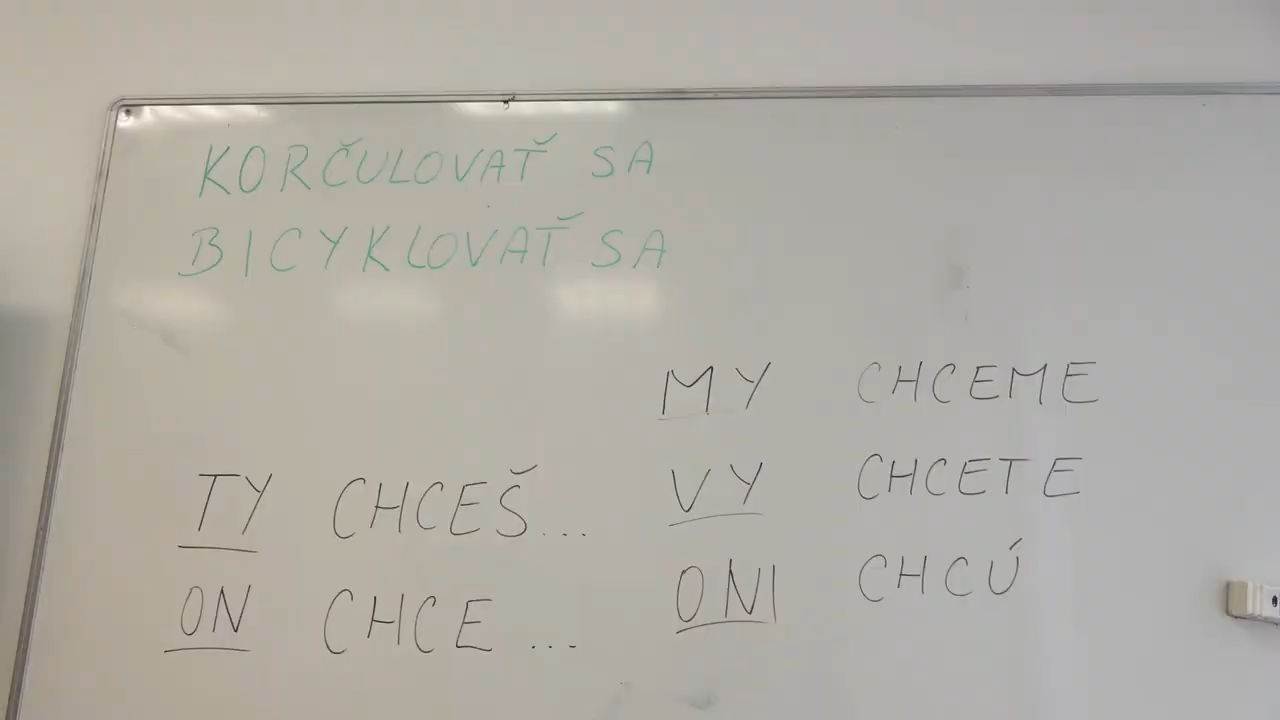 KORČULOVAŤ SA
BICYKLOVAŤ SA
TY CHCEŠ...
ON CHCE ...
MY CHCEME
VY CHCETE
ONI CHCÚ